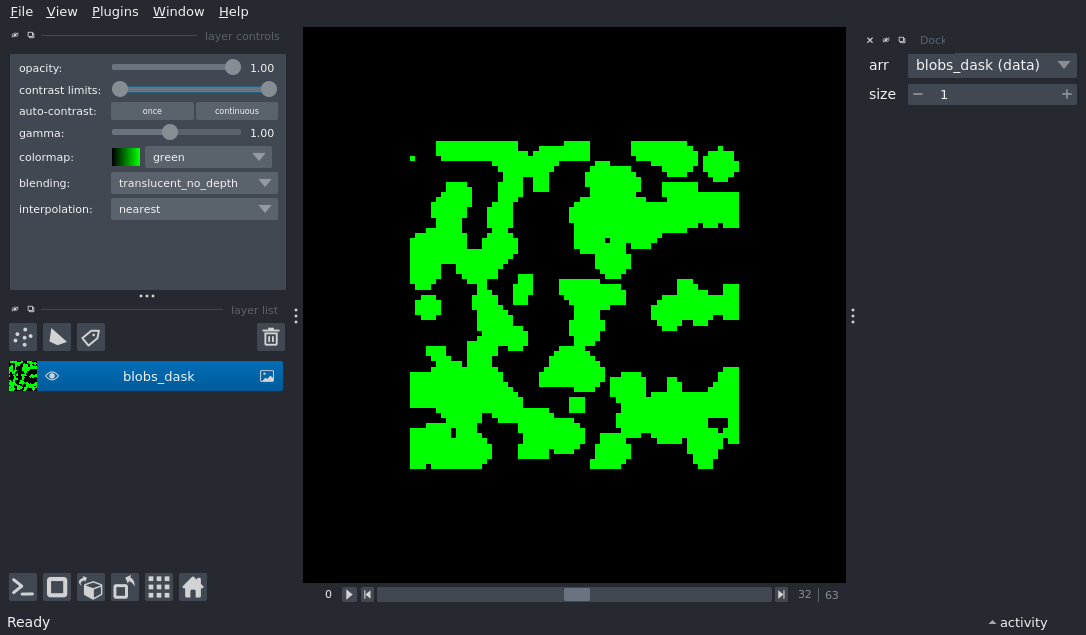 File View Plugins Window Help
layer controls
opacity: 1.00
contrast limits:
auto-contrast: once continuous
gamma: 1.00
colormap: green
blending: translucent_no_depth
interpolation: nearest
layer list
blobs_dask
0 32 63
Dock
arr blobs_dask (data)
size 1
Ready
activity